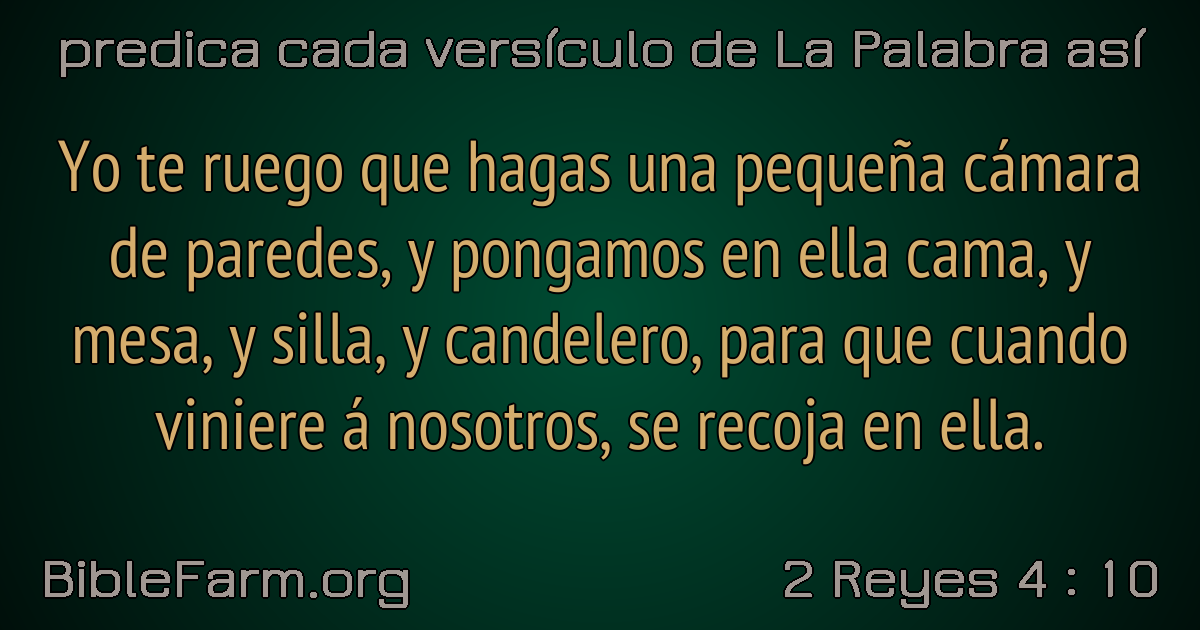 predica cada versículo de La Palabra así
Yo te ruego que hagas una pequeña cámara
de paredes, y pongamos en ella cama, y
mesa, y silla, y candelero, para que cuando
viniere á nosotros, se recoja en ella.
BibleFarm.org
2 Reyes 4 : 10